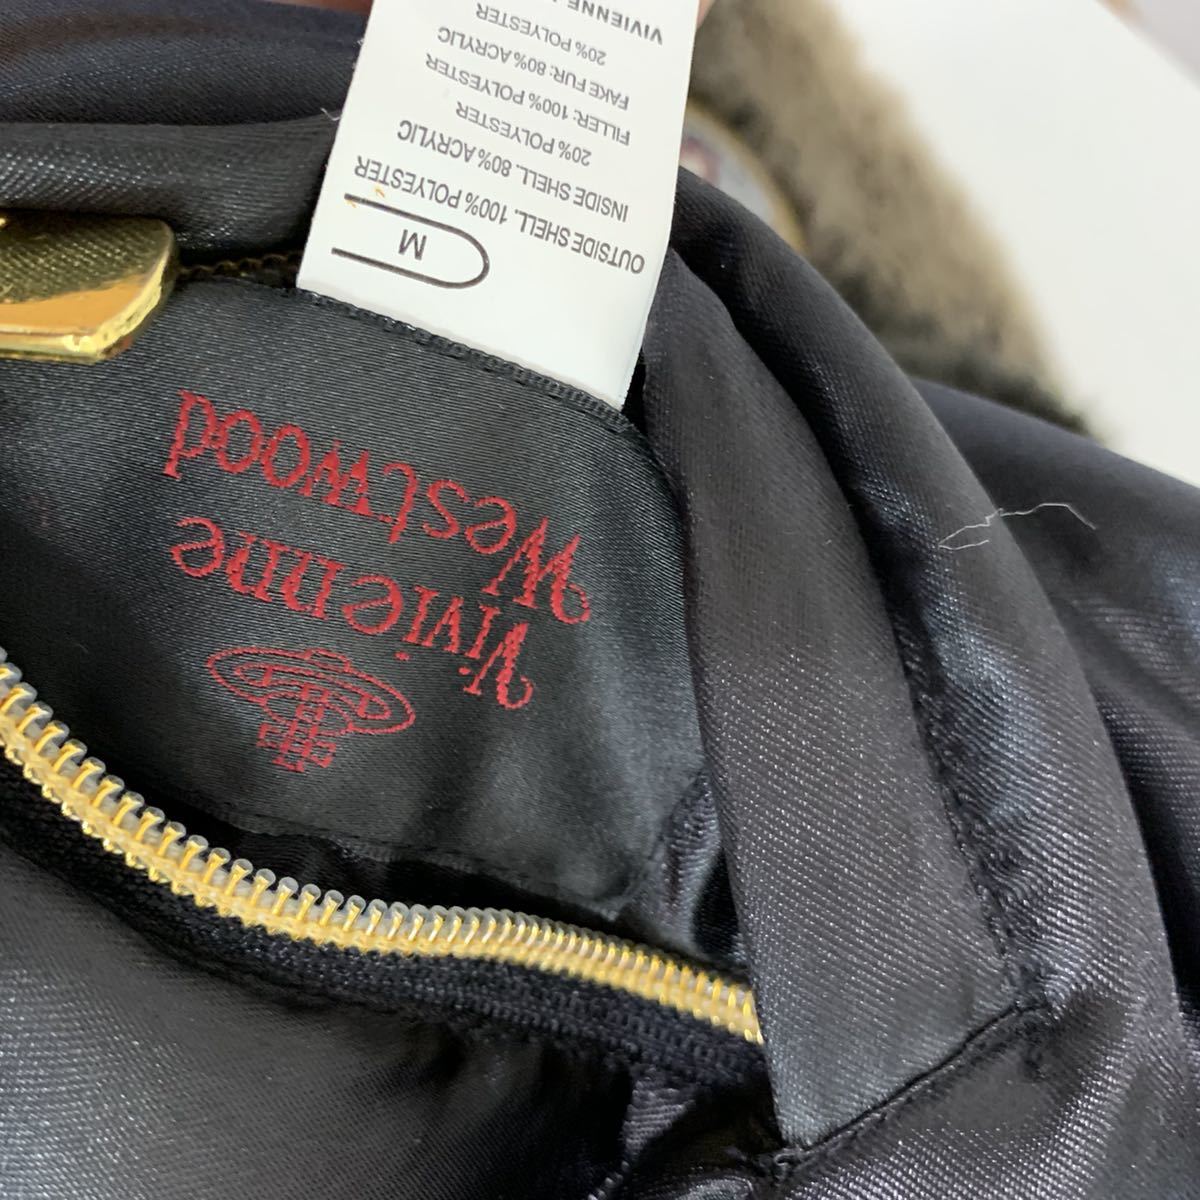 Vivienne
Westwood
M
OUTSIDE SHELL. 100% POLYESTER
INSIDE SHELL. 80% ACRYLIC
20% POLYESTER
FILLER: 100% POLYESTER
FAKE FUR: 80% ACRYLIC
20% POLYESTER
VIVIENNE